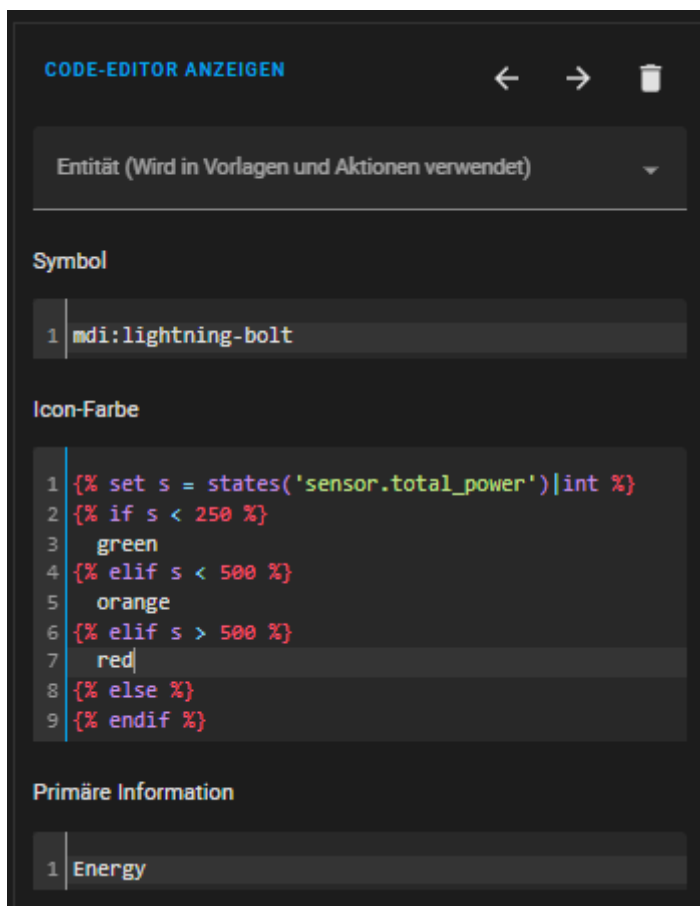 CODE-EDITOR ANZEIGEN
Entität (Wird in Vorlagen und Aktionen verwendet)
Symbol
1 mdi:lightning-bolt
Icon-Farbe
1 {% set s = states('sensor.total_power')|int %}
2 {% if s < 250 %}
3   green
4 {% elif s < 500 %}
5   orange
6 {% elif s > 500 %}
7   red
8 {% else %}
9 {% endif %}
Primäre Information
1 Energy